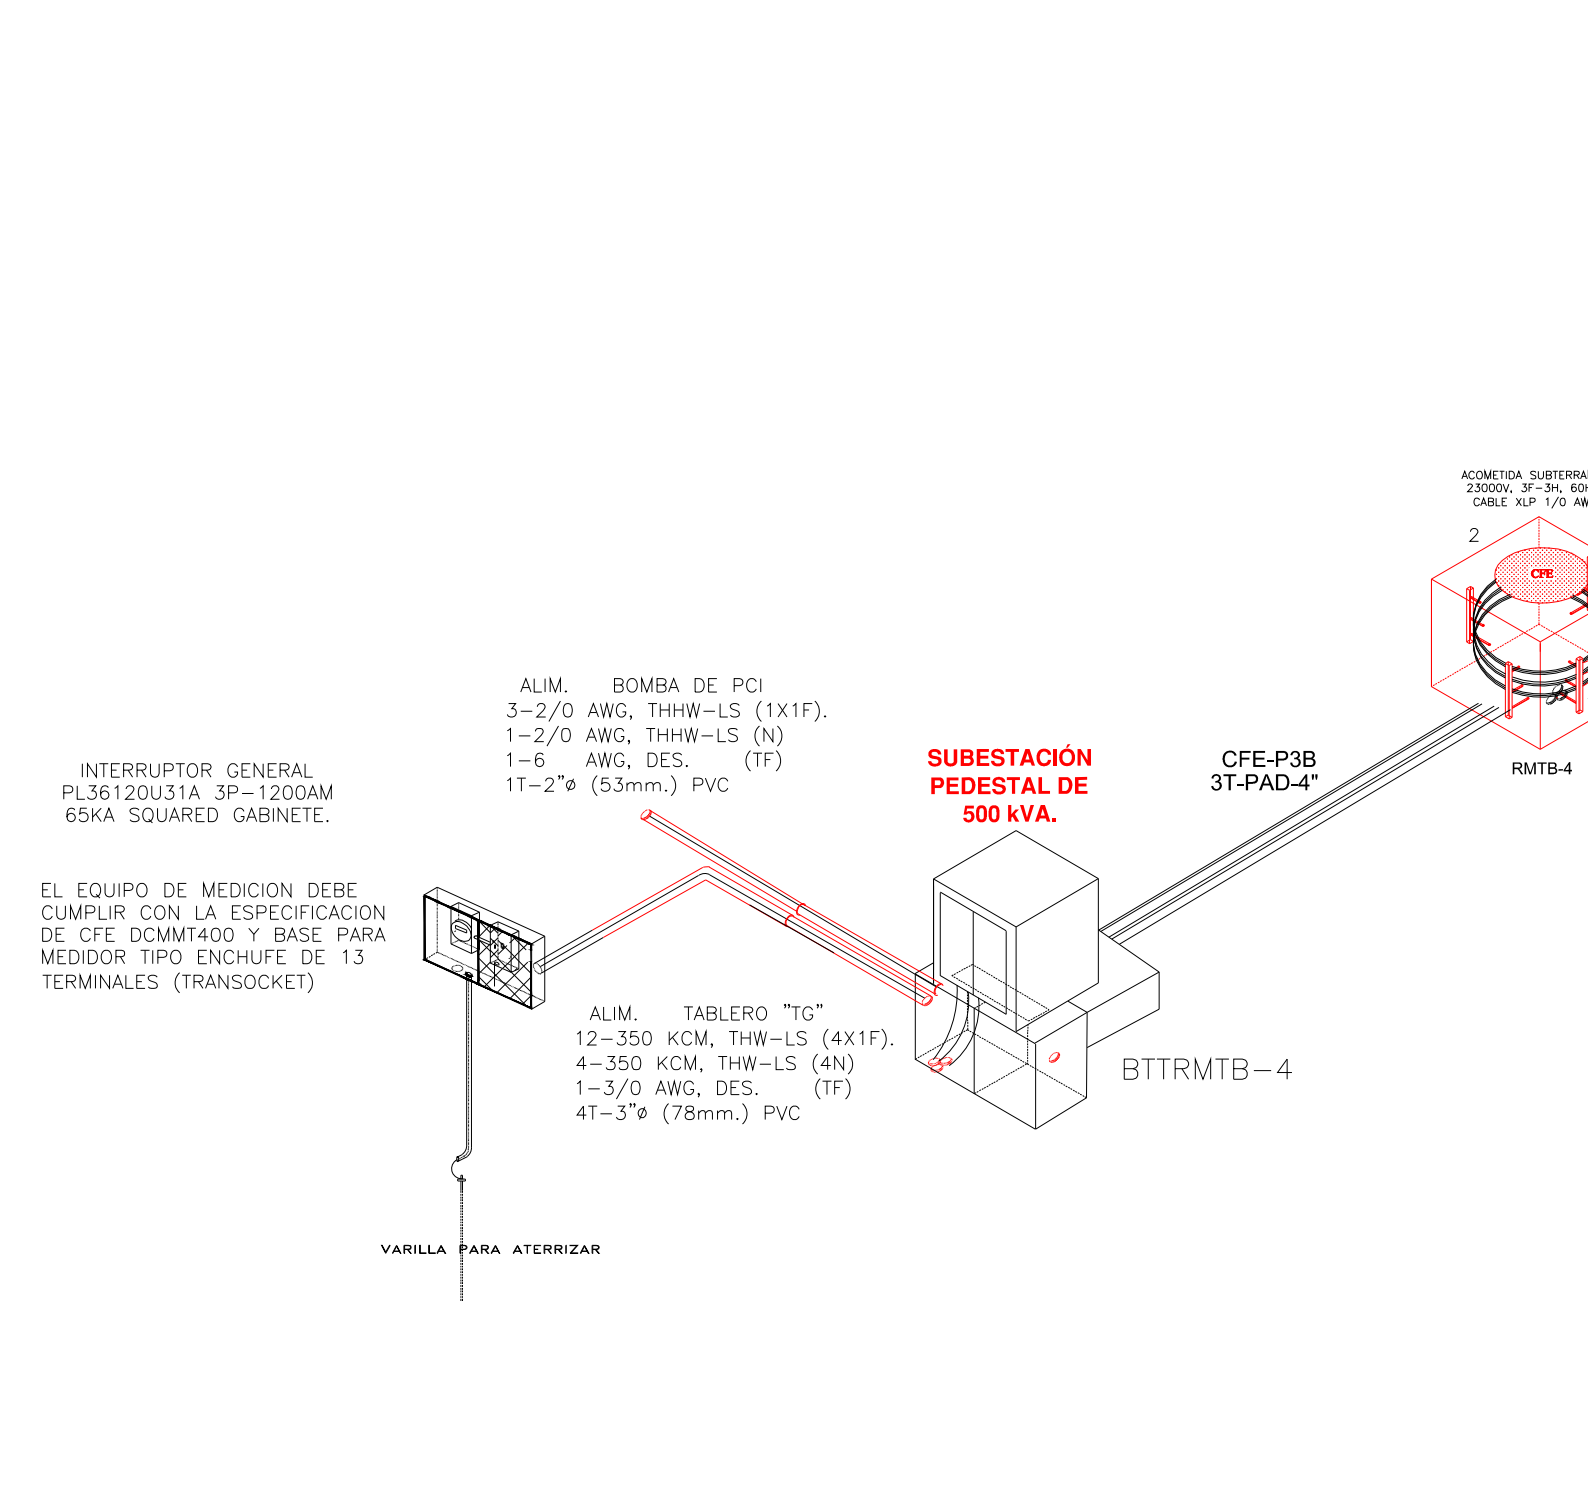 ACOMETIDA
23000V, 3F-3H,
CABLE XLP 1/0
2
CFE
RMTB-4
CFE-P3B
3T-PAD-4"
SUBESTACIÓN
PEDESTAL DE
500 kVA.
ALIM. BOMBA DE PCI
3-2/0 AWG, THHW-LS (1X1F).
1-2/0 AWG, THHW-LS (N)
1-6 AWG, DES. (TF)
1T-2"ø (53mm.) PVC
INTERRUPTOR GENERAL
PL36120U31A 3P-1200AM
65KA SQUARED GABINETE.
EL EQUIPO DE MEDICION DEBE
CUMPLIR CON LA ESPECIFICACION
DE CFE DCMMT400 Y BASE PARA
MEDIDOR TIPO ENCHUFE DE 13
TERMINALES (TRANSOCKET)
ALIM. TABLERO "TG"
12-350 KCM, THW-LS (4X1F).
4-350 KCM, THW-LS (4N)
1-3/0 AWG, DES. (TF)
4T-3"ø (78mm.) PVC
BTTRMTB-4
VARILLA PARA ATERRIZAR